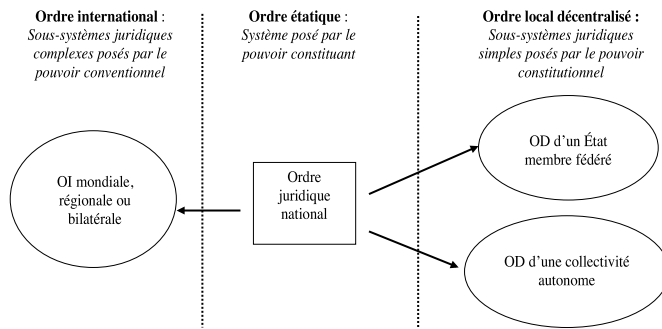 Ordre international :
Sous-systèmes juridiques
complexes posés par le
pouvoir conventionnel
Ordre étatique :
Système posé par le
pouvoir constituant
Ordre local décentralisé :
Sous-systèmes juridiques
simples posés par le pouvoir
constitutionnel
OI mondiale,
régionale ou
bilatérale
Ordre
juridique
national
OD d'un État
membre fédéré
OD d'une collectivité
autonome